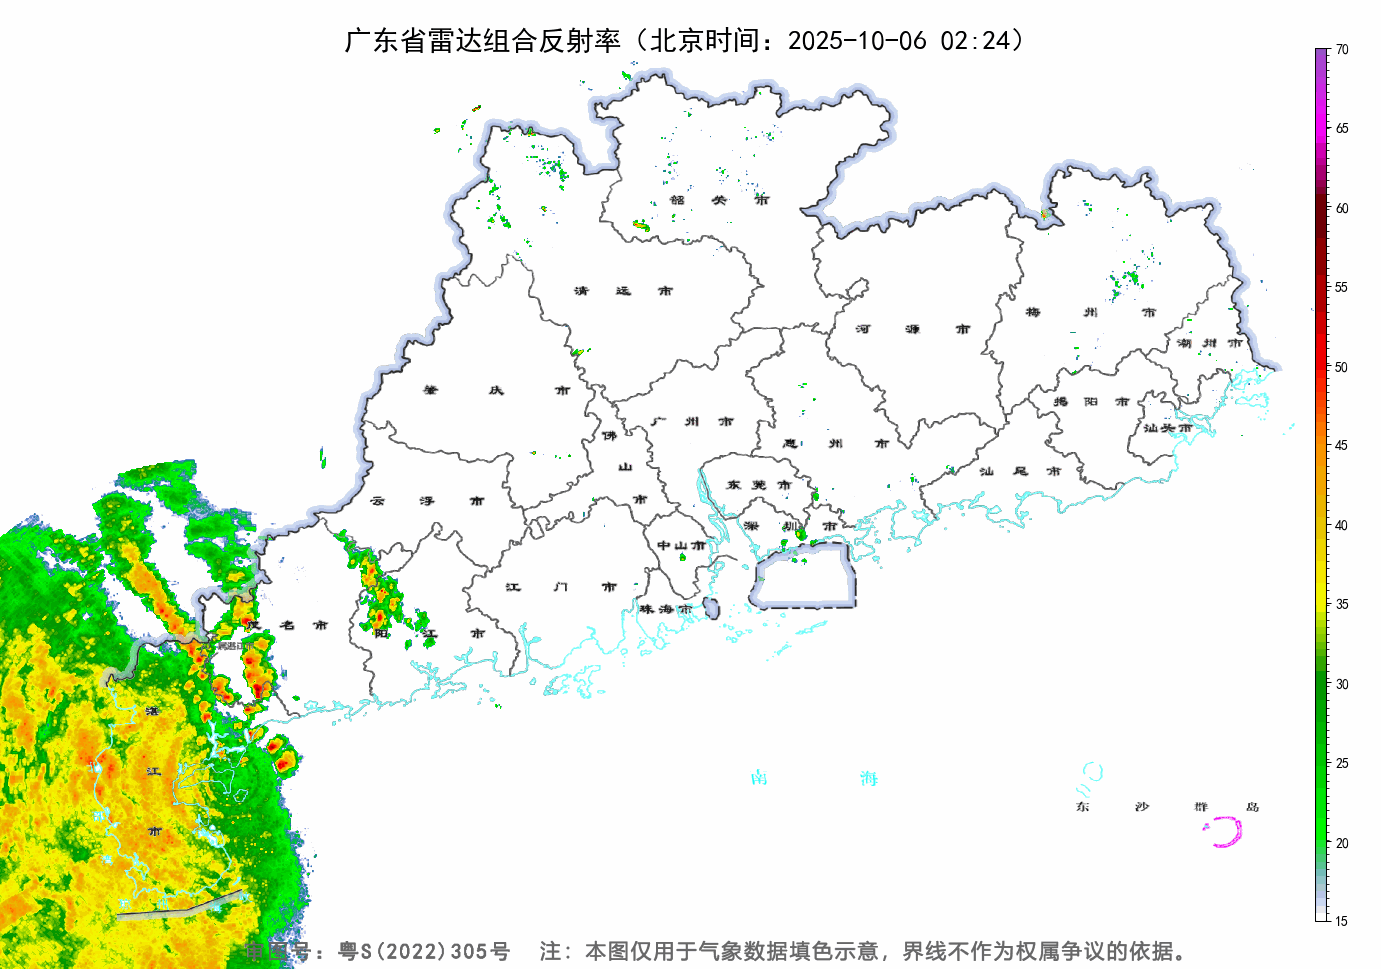 广东省雷达组合反射率（北京时间：2025-10-06 02:24）
70
65
60
55
50
45
40
35
30
25
20
15
韶关市
清远市
河源市
梅州市
潮州市
肇庆市
广州市
佛山市
惠州市
揭阳市
汕头市
汕尾市
云浮市
东莞市
深圳市
中山市
江门市
珠海市
茂名市
阳江市
湛江市
南海
东沙群岛
审图号：粤S(2022)305号 注：本图仅用于气象数据填色示意，界线不作为权属争议的依据。